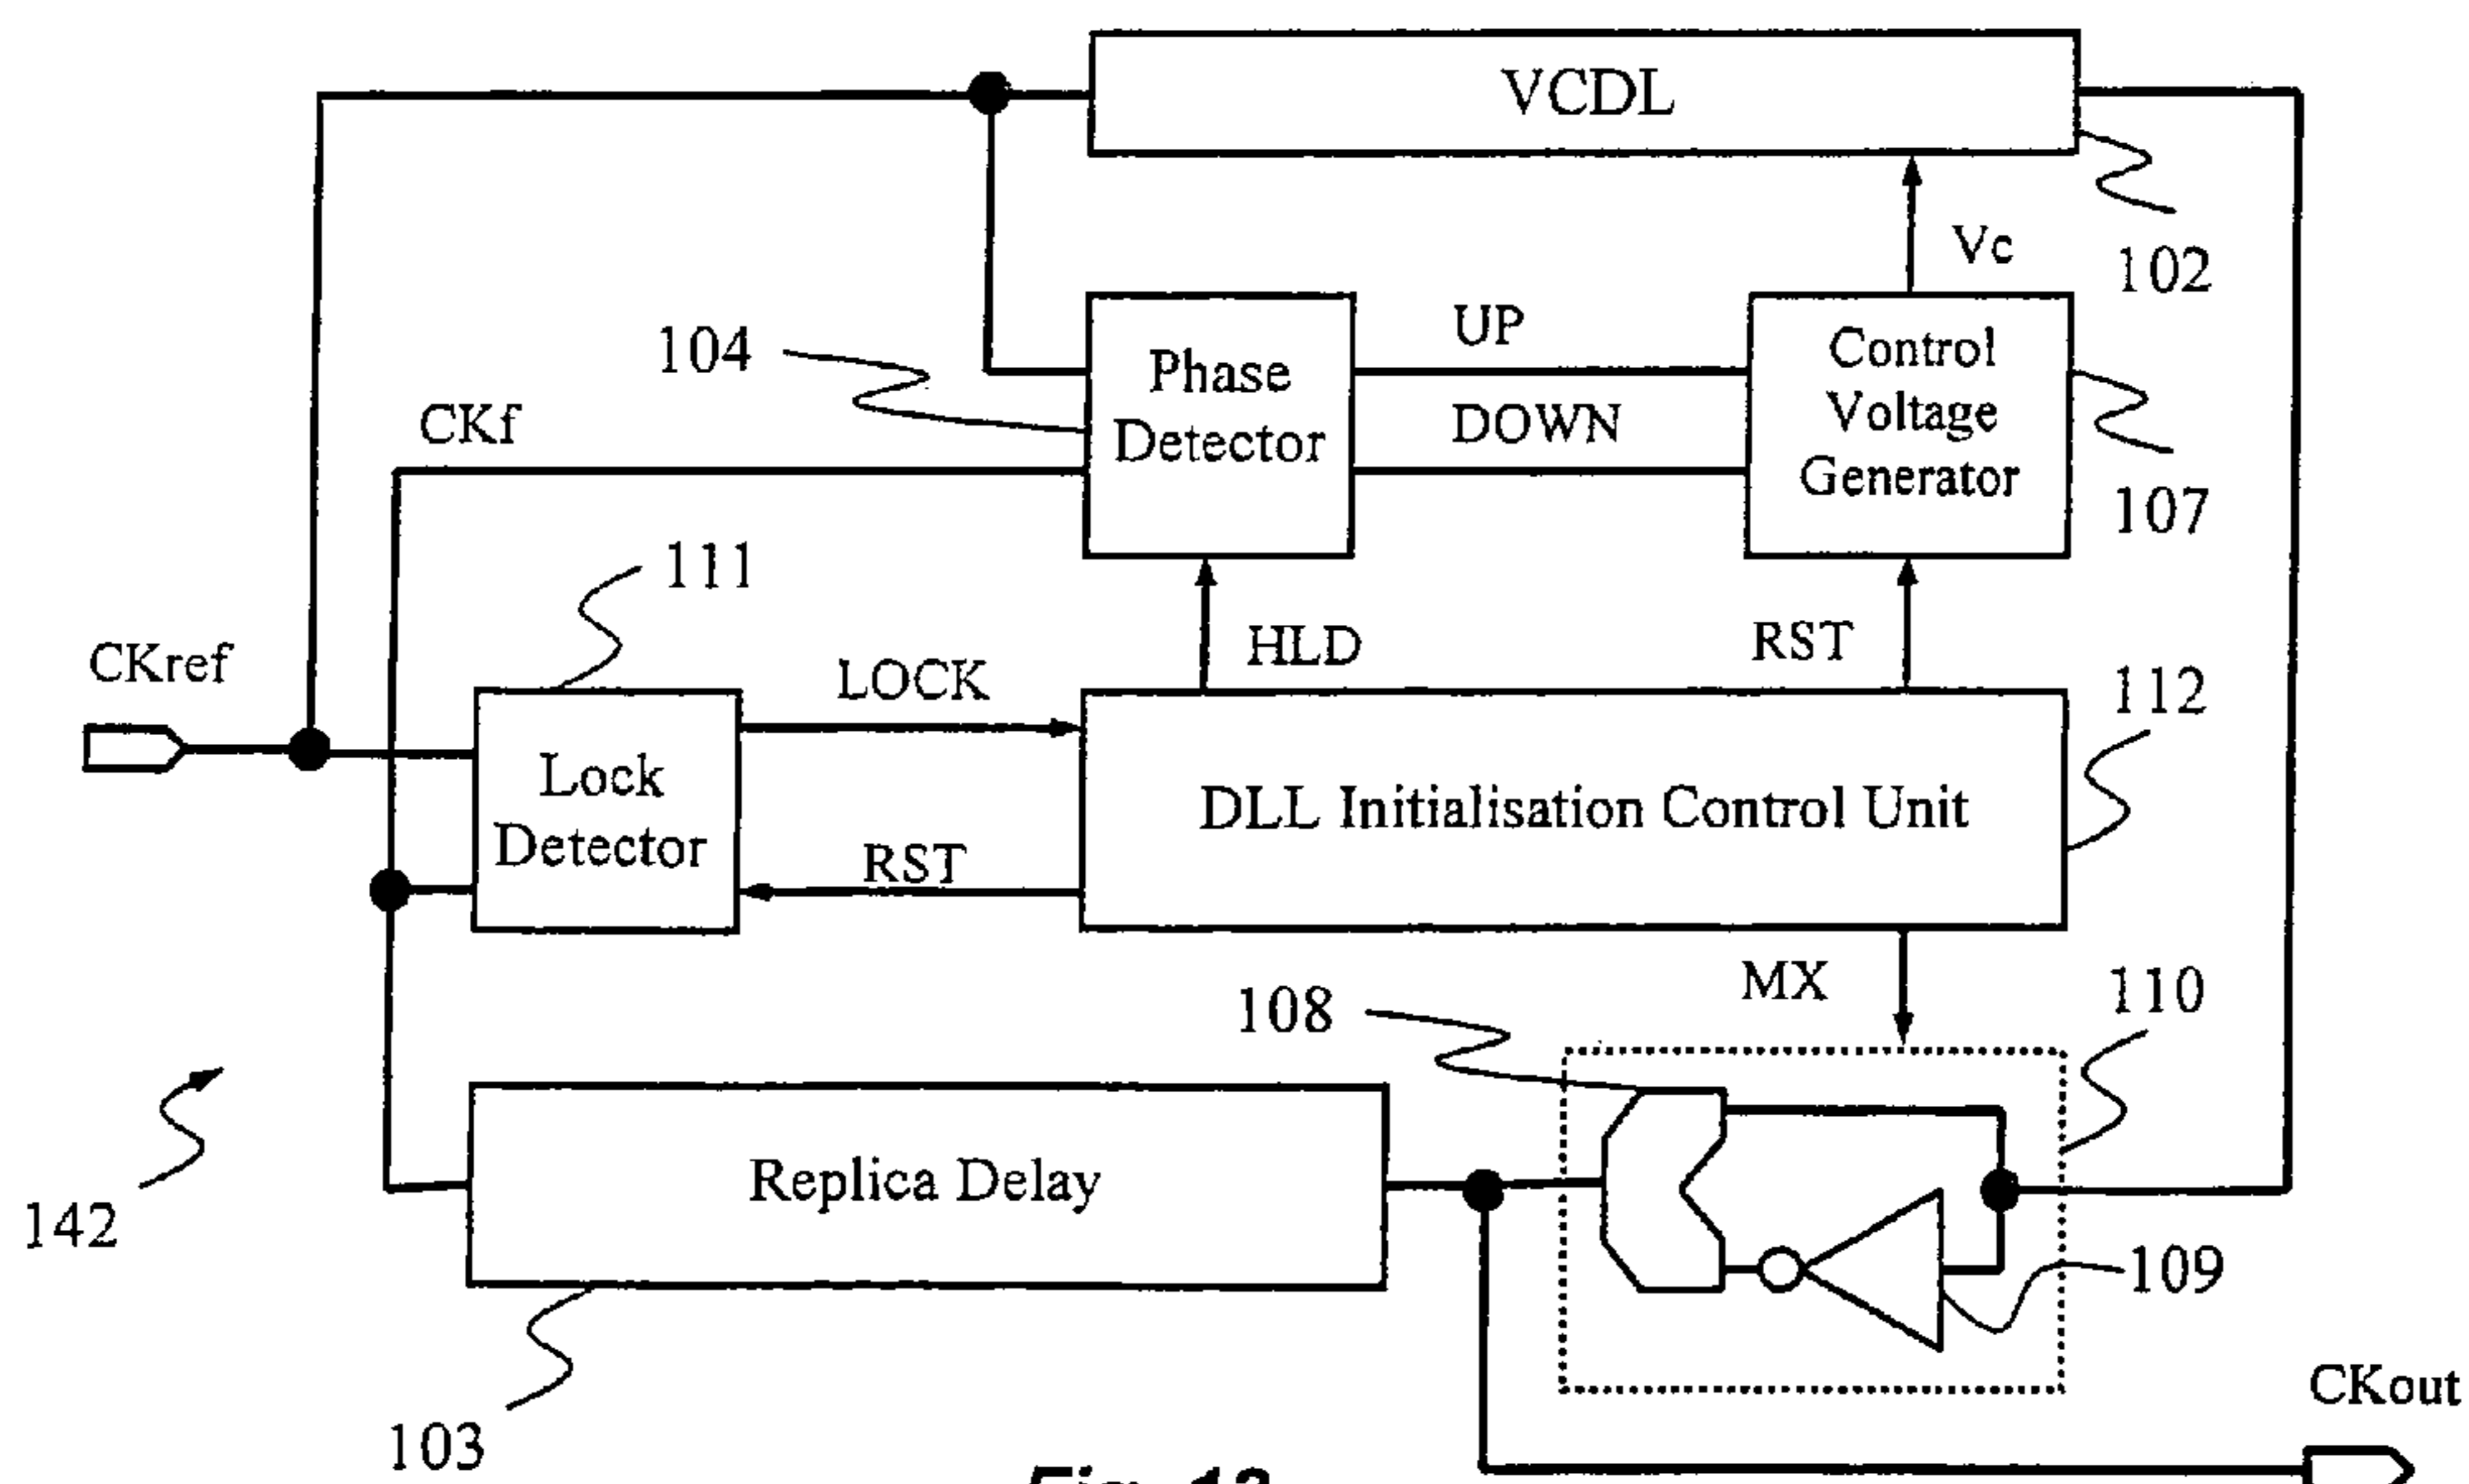 VCDL
Vc
102
104
Phase
Detector
UP
DOWN
Control
Voltage
Generator
107
CKf
111
CKref
LOCK
HLD
RST
112
Lock
Detector
DLL Initialisation Control Unit
RST
MX
108
110
Replica Delay
142
109
103
CKout